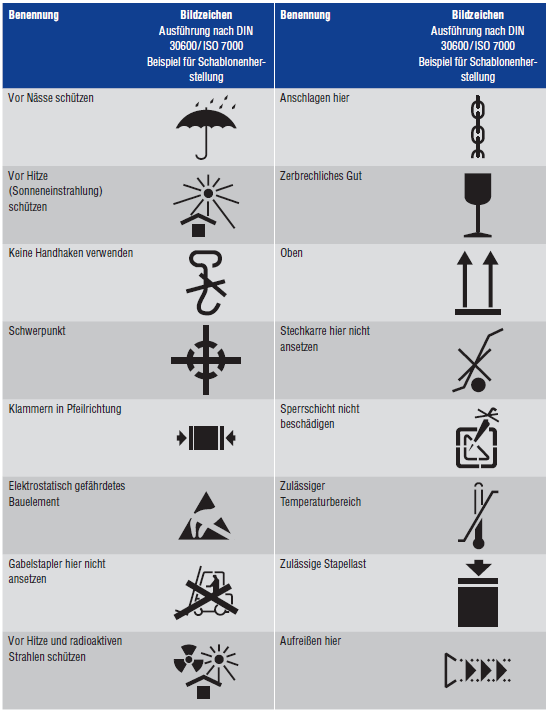 Benennung
Bildzeichen
Ausführung nach DIN
30600/ISO 7000
Beispiel für Schablonenher-
stellung
Benennung
Bildzeichen
Ausführung nach DIN
30600/ISO 7000
Beispiel für Schablonenher-
stellung
Vor Nässe schützen
Anschlagen hier
Vor Hitze
(Sonneneinstrahlung)
schützen
Zerbrechliches Gut
Keine Handhaken verwenden
Oben
Schwerpunkt
Stechkarre hier nicht
ansetzen
Klammern in Pfeilrichtung
Sperrschicht nicht
beschädigen
Elektrostatisch gefährdetes
Bauelement
Zulässiger
Temperaturbereich
Gabelstapler hier nicht
ansetzen
Zulässige Stapellast
Vor Hitze und radioaktiven
Strahlen schützen
Aufreißen hier